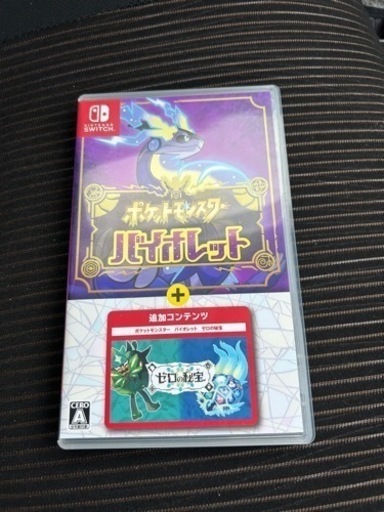 NINTENDO
SWITCH.
ポケットモンスター
バイオレット
+
追加コンテンツ
ポケットモンスター バイオレット ゼロの秘宝
ゼロの秘宝
CERO
A